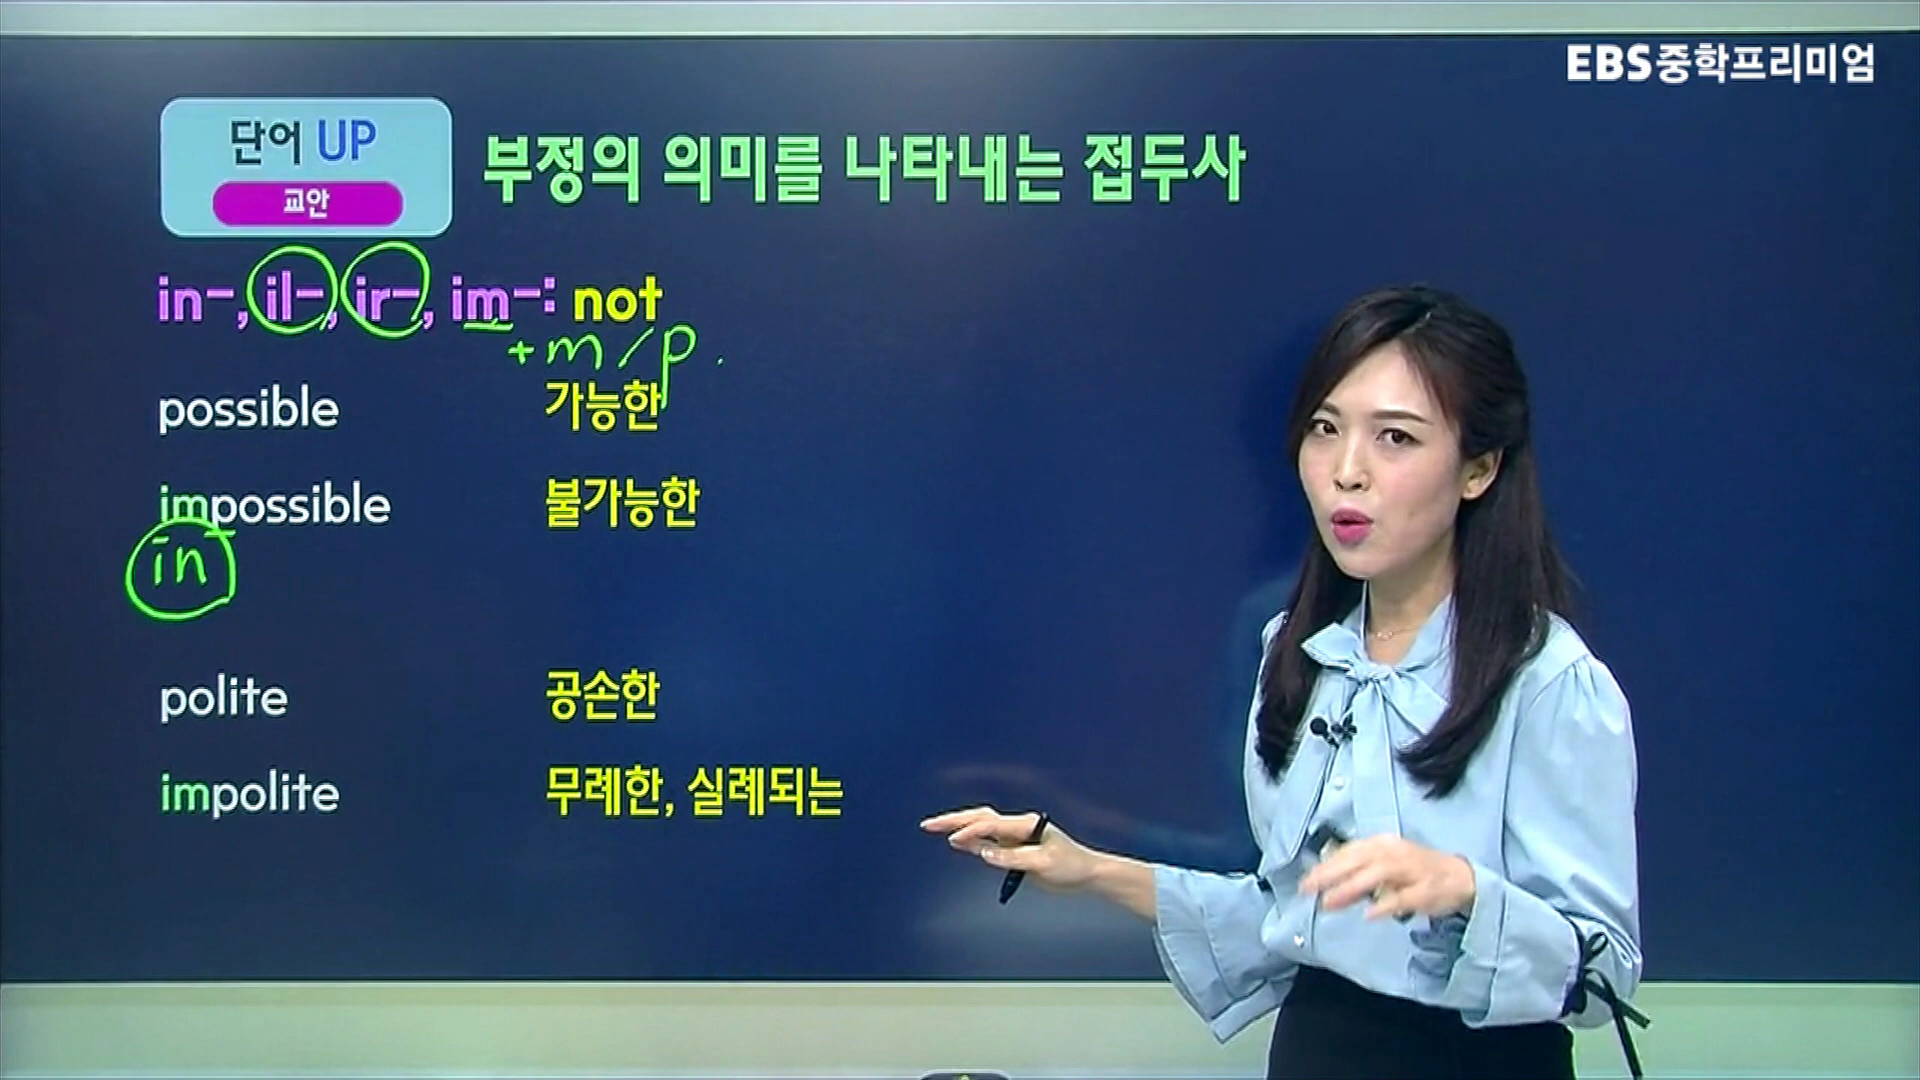 EBS중학프리미엄
단어 UP
교안
부정의 의미를 나타내는 접두사
in-, il-, ir-, im-: not
+m/p.
possible 가능한
impossible 불가능한
in
polite 공손한
impolite 무례한, 실례되는